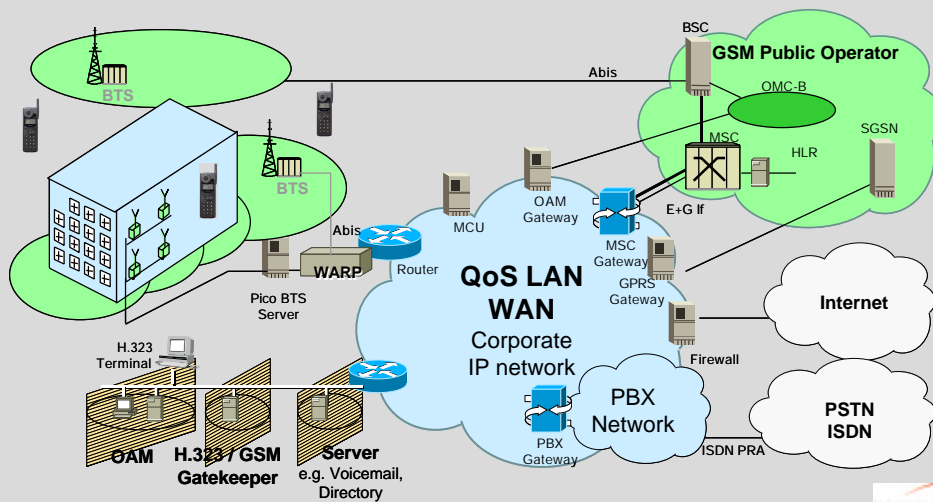 BSC
GSM Public Operator
Abis
BTS
OMC-B
SGSN
MSC
HLR
BTS
OAM
Gateway
MCU
E+G If
Abis
MSC
Gateway
WARP
Router
QoS LAN
WAN
GPRS
Gateway
Pico BTS
Server
Internet
Corporate
IP network
H.323
Terminal
Firewall
PBX
Network
PSTN
ISDN
PBX
Gateway
ISDN PRA
OAM
H.323 / GSM
Gatekeeper
Server
e.g. Voicemail,
Directory